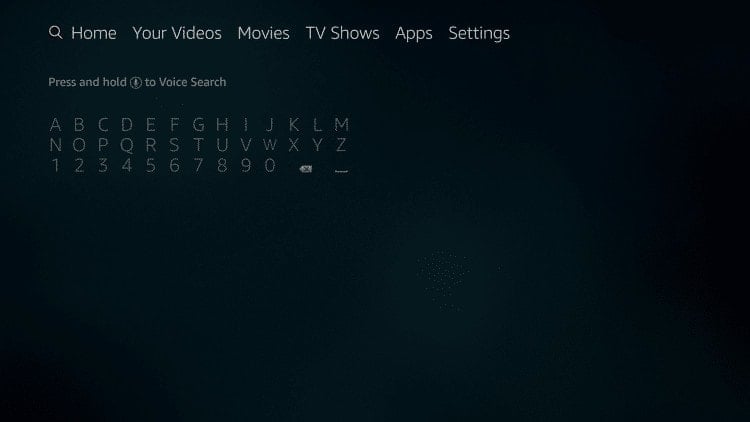 Home Your Videos Movies TV Shows Apps Settings
Press and hold to Voice Search
A B C D E F G H I J K L M
N O P Q R S T U V W X Y Z
1 2 3 4 5 6 7 8 9 0